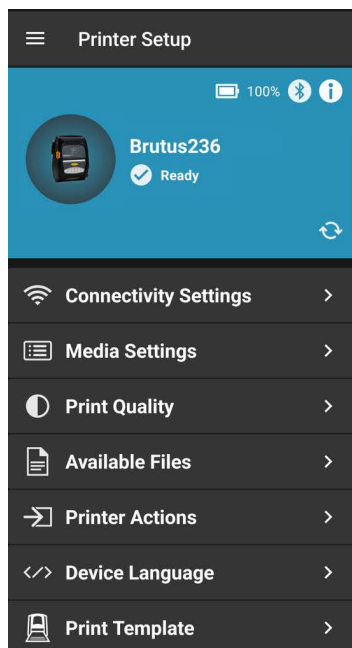 Printer Setup
100%
Brutus236
Ready
Connectivity Settings
Media Settings
Print Quality
Available Files
Printer Actions
Device Language
Print Template